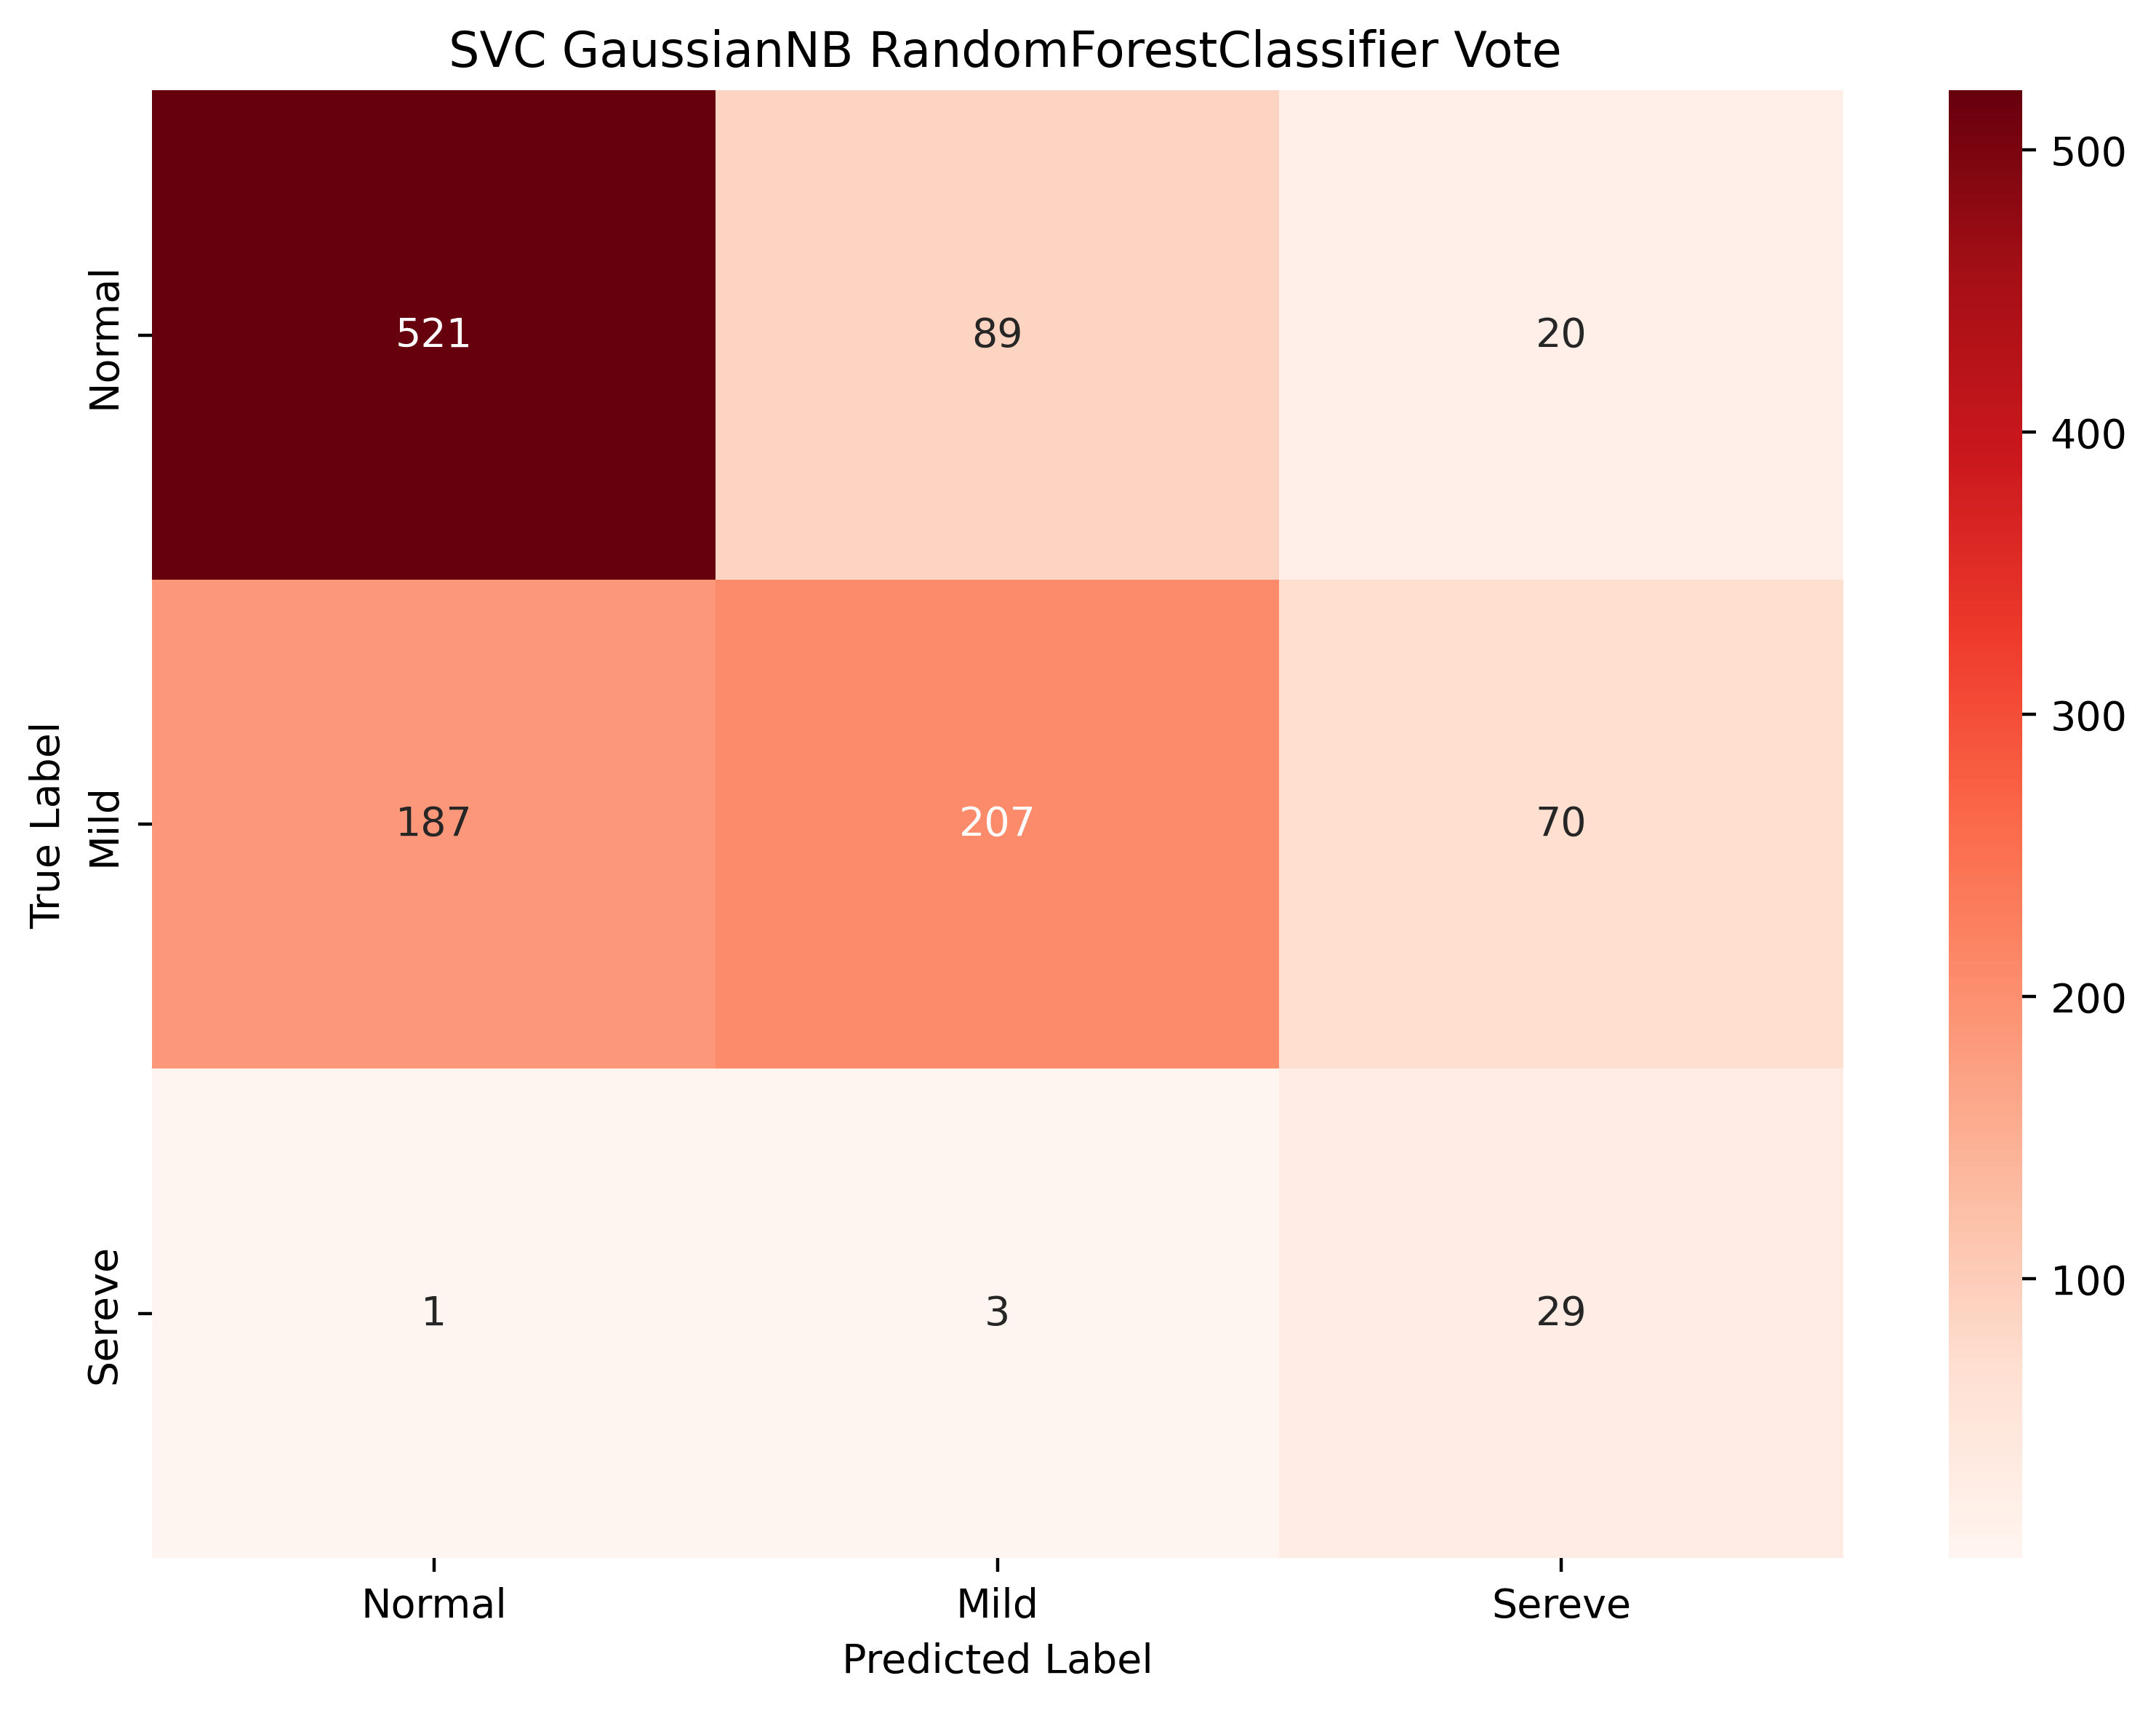 SVC GaussianNB RandomForestClassifier Vote
True Label
Normal
521 89 20
Mild
187 207 70
Sereve
1 3 29
Normal Mild Sereve
Predicted Label
500
400
300
200
100